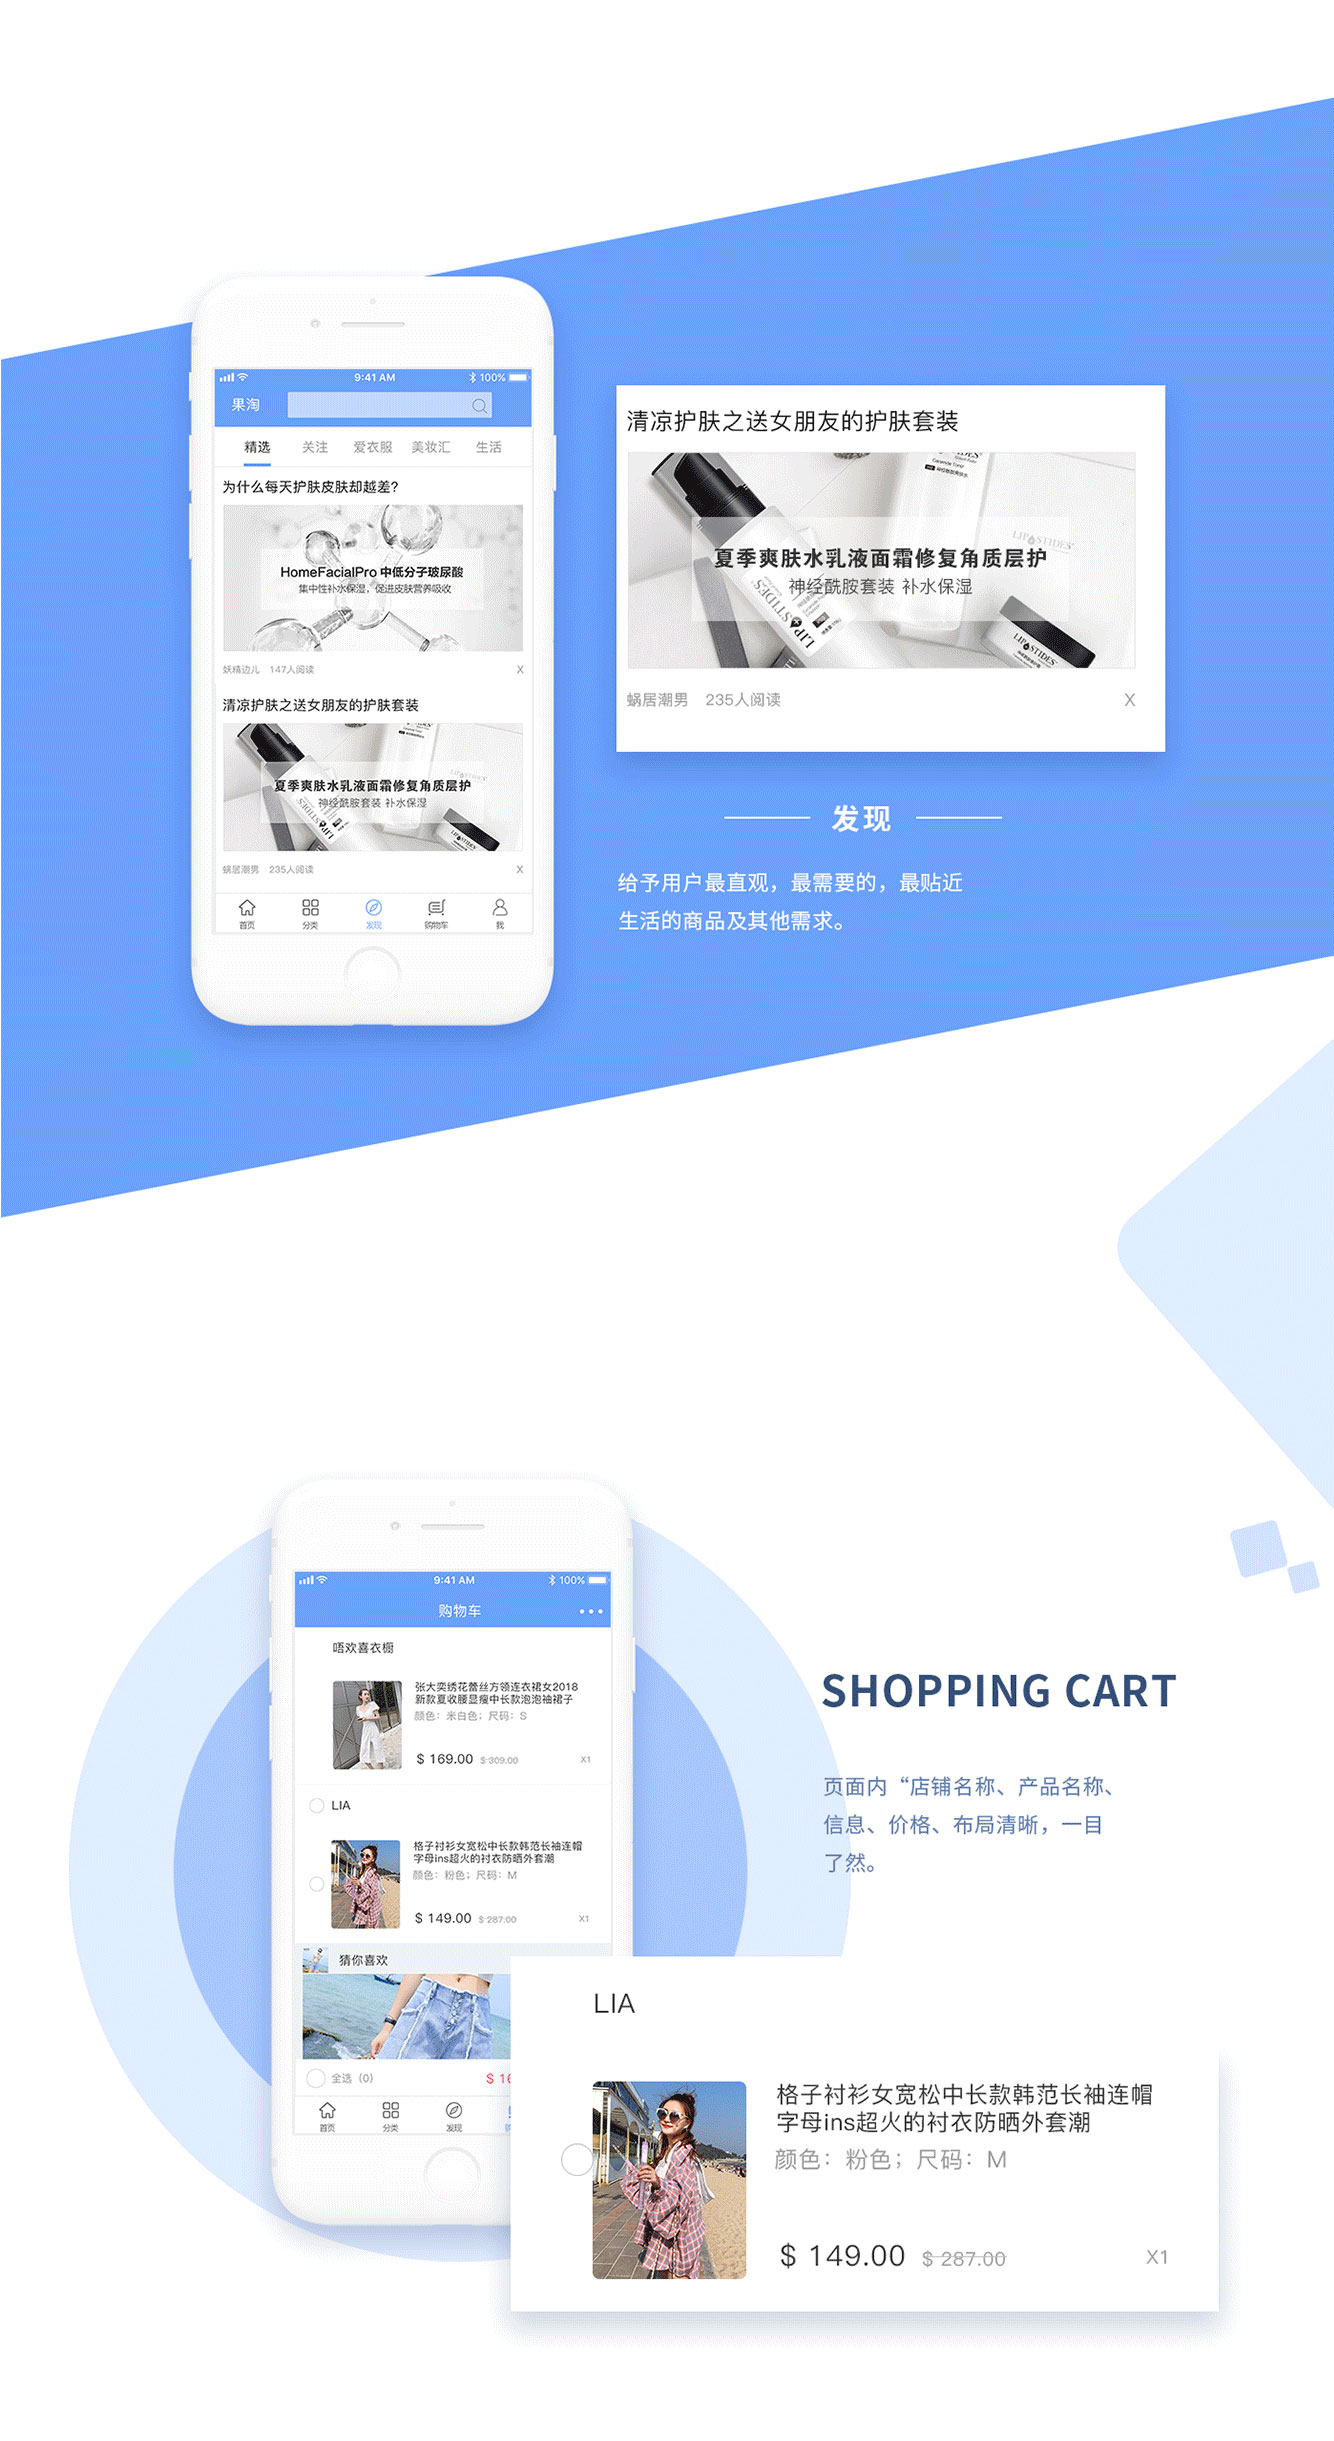 9:41 AM
100%
果淘
精选 关注 爱衣服 美妆汇 生活
为什么每天护肤皮肤却越差?
HomeFacialPro 中低分子玻尿酸
集中性补水保湿，促进皮肤营养吸收
妖精边儿 147人阅读 X
清凉护肤之送女朋友的护肤套装
夏季爽肤水乳液面霜修复角质层护
神经酰胺套装 补水保湿
LIPOSTIDES
蜗居潮男 235人阅读 X
首页 分类 发现 购物车 我
清凉护肤之送女朋友的护肤套装
LIPOSTIDES
夏季爽肤水乳液面霜修复角质层护
神经酰胺套装 补水保湿
LIPOSTIDES
LIPOSTIDES
蜗居潮男 235人阅读 X
发现
给予用户最直观，最需要的，最贴近
生活的商品及其他需求。
9:41 AM
100%
购物车
唔欢喜衣橱
张大奕绣花蕾丝方领连衣裙女2018
新款夏收腰显瘦中长款泡泡袖裙子
颜色：米白色；尺码：S
$ 169.00 $ 309.00 X1
LIA
格子衬衫女宽松中长款韩范长袖连帽
字母ins超火的衬衣防晒外套潮
颜色：粉色；尺码：M
$ 149.00 $ 287.00 X1
猜你喜欢
全选（0） $ 16
首页 分类 发现
SHOPPING CART
页面内“店铺名称、产品名称、
信息、价格、布局清晰，一目
了然。
LIA
格子衬衫女宽松中长款韩范长袖连帽
字母ins超火的衬衣防晒外套潮
颜色：粉色；尺码：M
$ 149.00 $ 287.00 X1